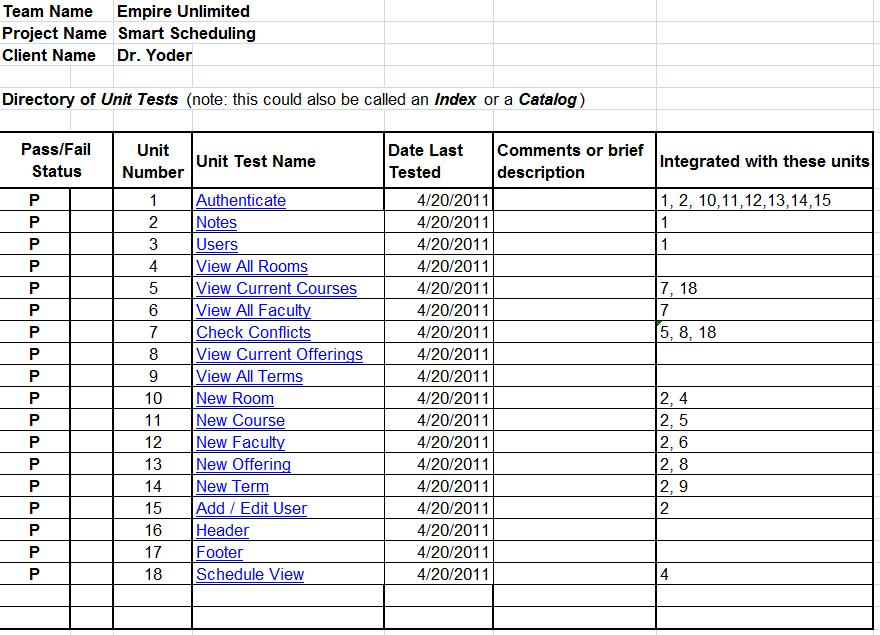 Team Name Empire Unlimited
Project Name Smart Scheduling
Client Name Dr. Yoder
Directory of Unit Tests (note: this could also be called an Index or a Catalog)
Pass/Fail Status Unit Number Unit Test Name Date Last Tested Comments or brief description Integrated with these units
P 1 Authenticate 4/20/2011 1, 2, 10,11,12,13,14,15
P 2 Notes 4/20/2011 1
P 3 Users 4/20/2011 1
P 4 View All Rooms 4/20/2011
P 5 View Current Courses 4/20/2011 7, 18
P 6 View All Faculty 4/20/2011 7
P 7 Check Conflicts 4/20/2011 5, 8, 18
P 8 View Current Offerings 4/20/2011
P 9 View All Terms 4/20/2011
P 10 New Room 4/20/2011 2, 4
P 11 New Course 4/20/2011 2, 5
P 12 New Faculty 4/20/2011 2, 6
P 13 New Offering 4/20/2011 2, 8
P 14 New Term 4/20/2011 2, 9
P 15 Add / Edit User 4/20/2011 2
P 16 Header 4/20/2011
P 17 Footer 4/20/2011
P 18 Schedule View 4/20/2011 4